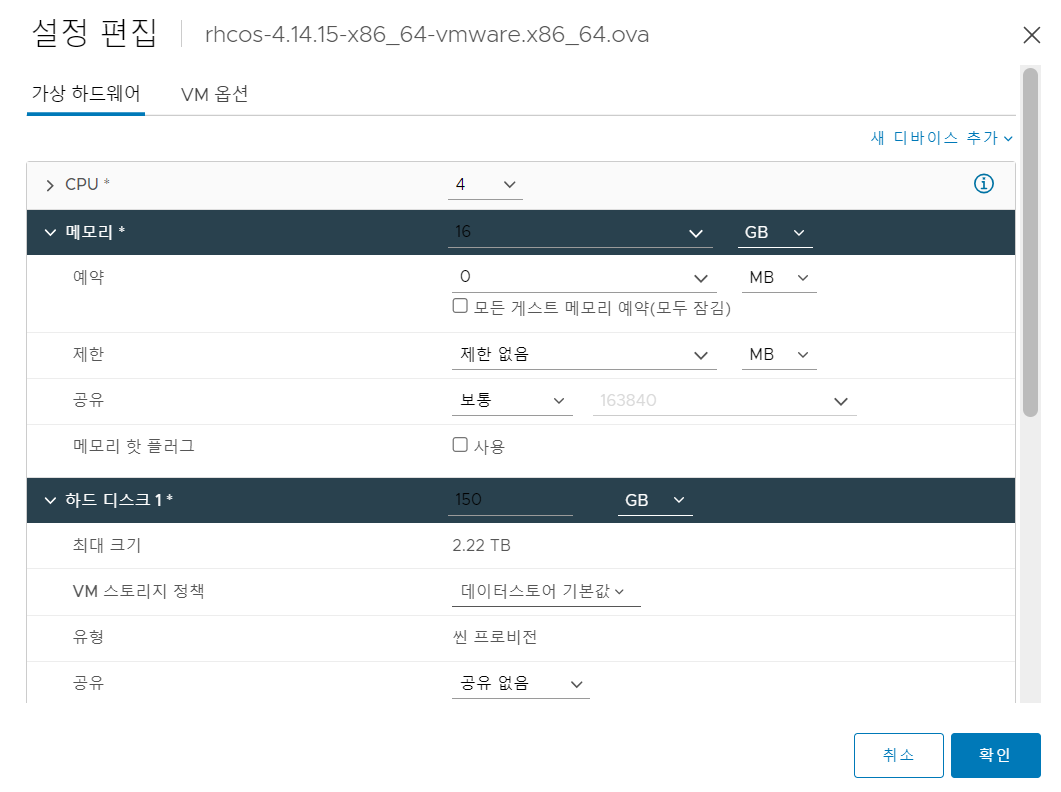 설정 편집 rhcos-4.14.15-x86_64-vmware.x86_64.ova
가상 하드웨어 VM 옵션
새 디바이스 추가
CPU * 4
메모리 * 16 GB
예약 0 MB
모든 게스트 메모리 예약(모두 잠김)
제한 제한 없음 MB
공유 보통 163840
메모리 핫 플러그 사용
하드 디스크 1 * 150 GB
최대 크기 2.22 TB
VM 스토리지 정책 데이터스토어 기본값
유형 씬 프로비전
공유 공유 없음
취소 확인